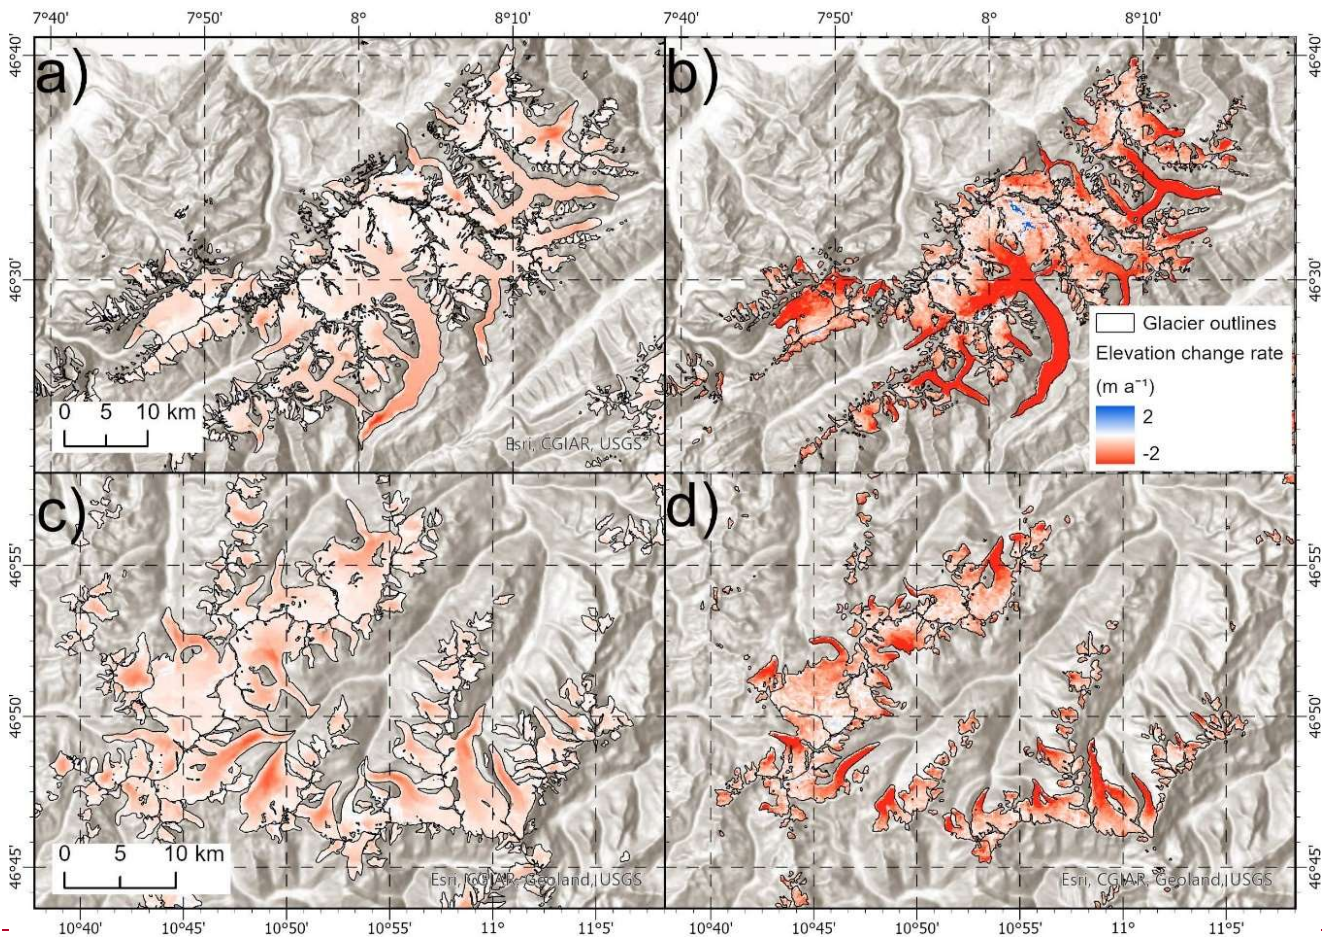 7°40' 7°50' 8° 8°10' 7°50' 8° 8°10'
46°40' a) b) 46°40'
46°30' 46°30'
Glacier outlines
Elevation change rate
(m a⁻¹)
2
-2
0 5 10 km
Esri, CGIAR, USGS
c) d)
46°55' 46°55'
46°50' 46°50'
0 5 10 km
46°45' 46°45'
Esri, CGIAR, Geoland, USGS Esri, CGIAR, Geoland, USGS
10°40' 10°45' 10°50' 10°55' 11° 11°5' 10°40' 10°45' 10°50' 10°55' 11°10' 11°5'